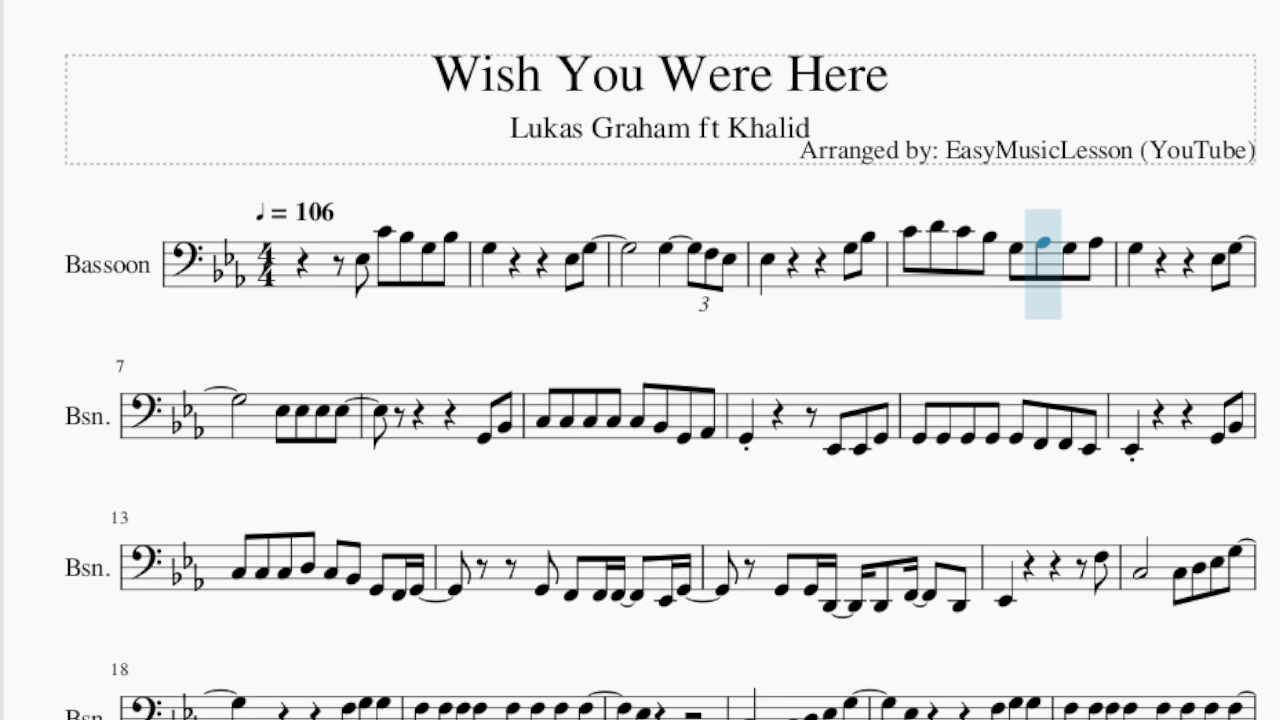 Wish You Were Here
Lukas Graham ft Khalid
Arranged by: EasyMusicLesson (YouTube)
♩ = 106
Bassoon
4
4
3
7
Bsn.
13
Bsn.
18
Bsn.